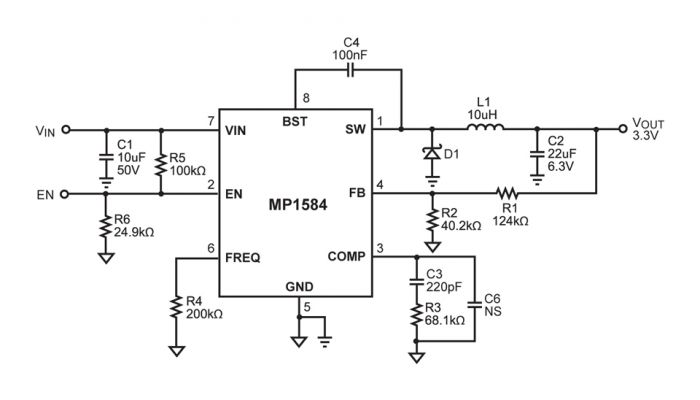 C4
100nF
8
BST
7
VIN
SW
1
L1
10uH
VIN
VOUT
3.3V
C1
10uF
50V
R5
100kΩ
D1
C2
22uF
6.3V
EN
2
EN
MP1584
FB
4
R6
24.9kΩ
R2
40.2kΩ
R1
124kΩ
6
FREQ
COMP
3
R4
200kΩ
GND
5
C3
220pF
R3
68.1kΩ
C6
NS